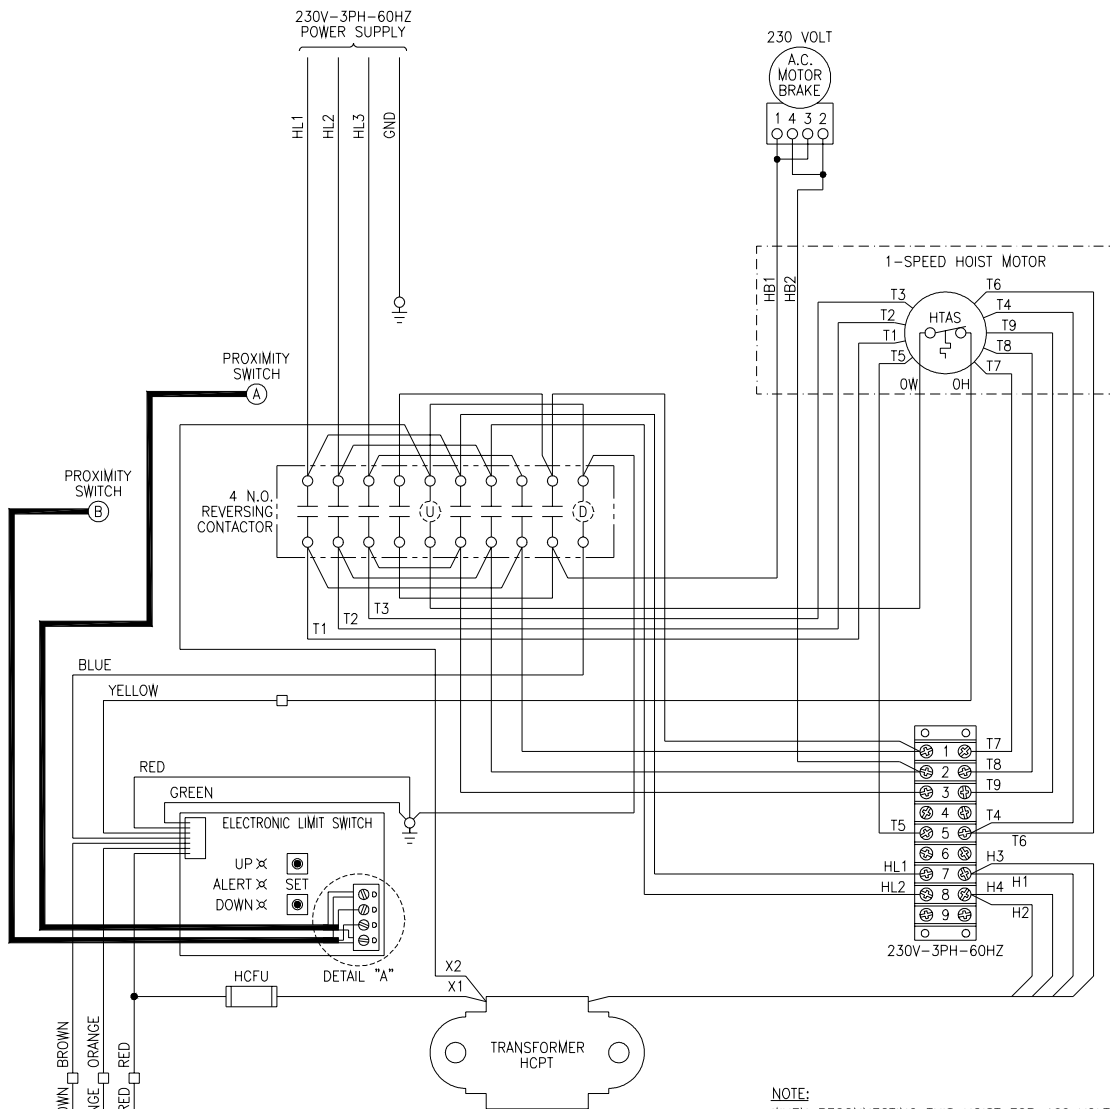 230V-3PH-60HZ
POWER SUPPLY
HL1
HL2
HL3
GND
230 VOLT
A.C.
MOTOR
BRAKE
1 4 3 2
HB1
HB2
1-SPEED HOIST MOTOR
T3
T2
T1
T5
HTAS
OW
OH
T6
T4
T9
T8
T7
PROXIMITY
SWITCH
A
PROXIMITY
SWITCH
B
4 N.O.
REVERSING
CONTACTOR
U
D
T1
T2
T3
BLUE
YELLOW
RED
GREEN
ELECTRONIC LIMIT SWITCH
UP
ALERT
SET
DOWN
DETAIL "A"
1
T7
2
T8
3
T9
4
T4
T5
5
T6
6
H3
HL1
7
H1
HL2
8
H4
H2
9
230V-3PH-60HZ
HCFU
X2
X1
TRANSFORMER
HCPT
BROWN
ORANGE
RED
RED
NOTE: